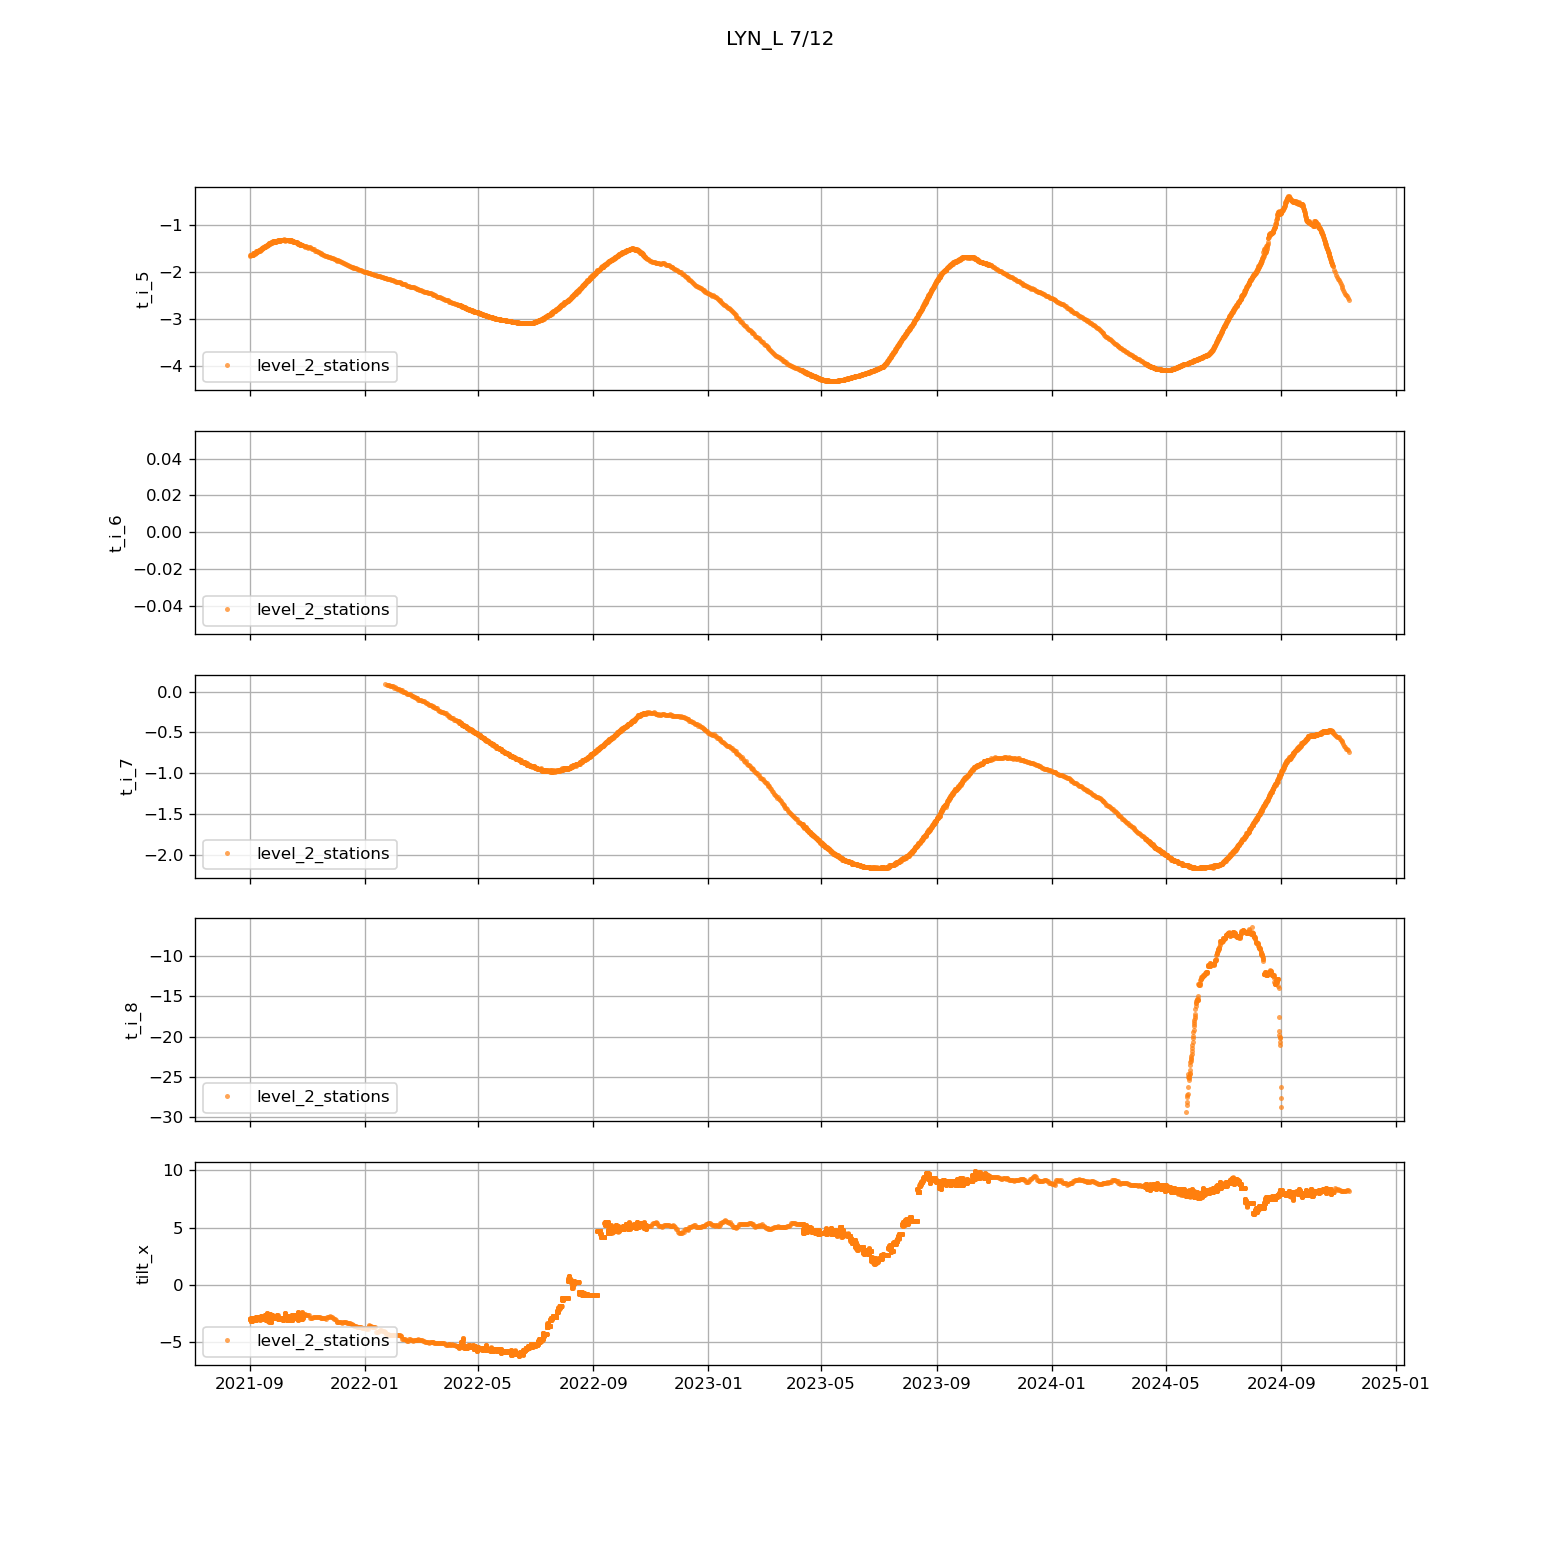 LYN_L 7/12
−1
−2
−3
−4
t_i_5
level_2_stations
0.04
0.02
0.00
−0.02
−0.04
t_i_6
level_2_stations
0.0
−0.5
−1.0
−1.5
−2.0
t_i_7
level_2_stations
−10
−15
−20
−25
−30
t_i_8
level_2_stations
10
5
0
−5
tilt_x
level_2_stations
2021-09 2022-01 2022-05 2022-09 2023-01 2023-05 2023-09 2024-01 2024-05 2024-09 2025-01